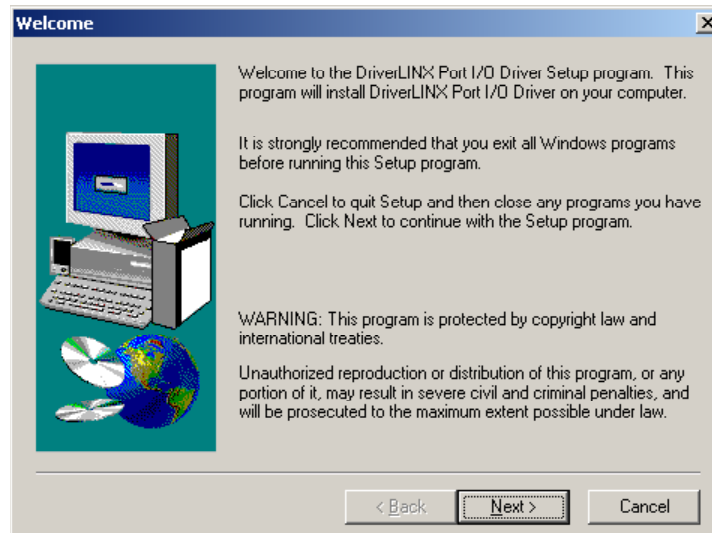 Welcome
Welcome to the DriverLINX Port I/O Driver Setup program. This
program will install DriverLINX Port I/O Driver on your computer.
It is strongly recommended that you exit all Windows programs
before running this Setup program.
Click Cancel to quit Setup and then close any programs you have
running. Click Next to continue with the Setup program.
WARNING: This program is protected by copyright law and
international treaties.
Unauthorized reproduction or distribution of this program, or any
portion of it, may result in severe civil and criminal penalties, and
will be prosecuted to the maximum extent possible under law.
< Back
Next >
Cancel